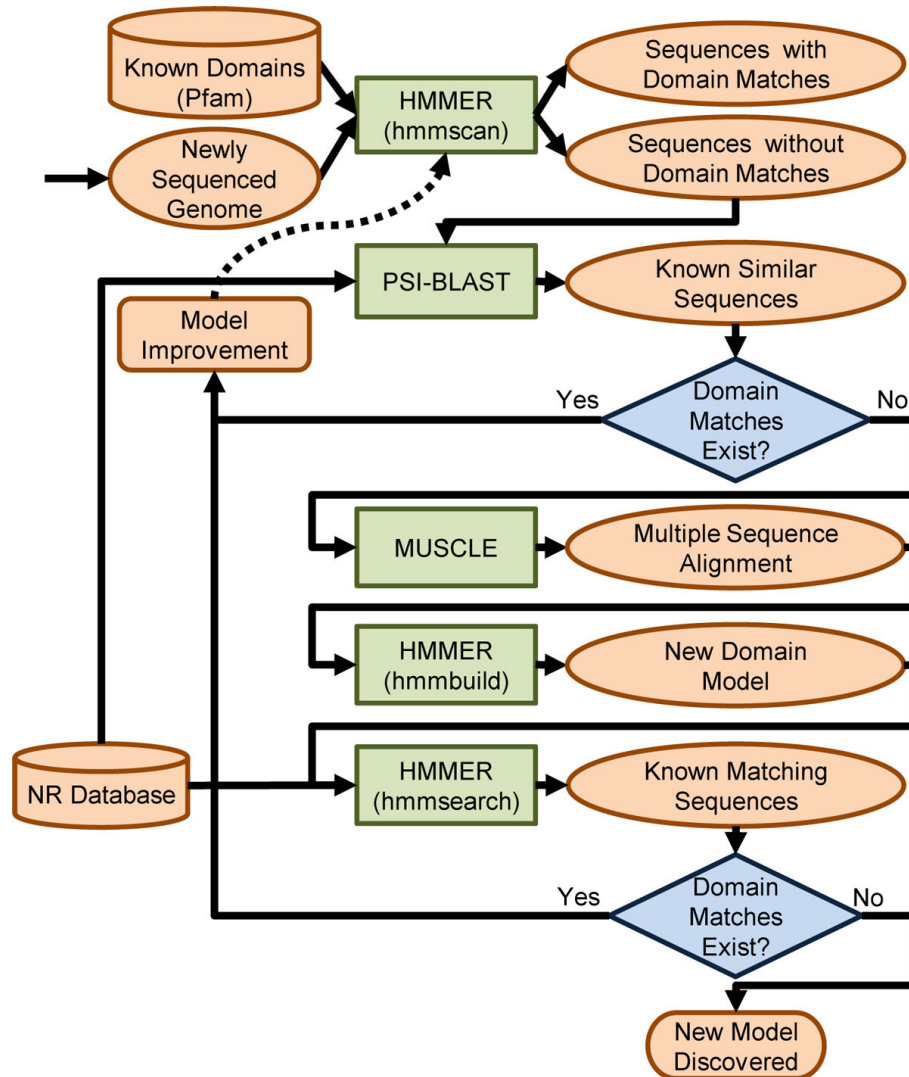 Known Domains
(Pfam)
HMMER
(hmmscan)
Sequences with
Domain Matches
Newly
Sequenced
Genome
Sequences without
Domain Matches
PSI-BLAST
Known Similar
Sequences
Model
Improvement
Yes
Domain
Matches
Exist?
No
MUSCLE
Multiple Sequence
Alignment
HMMER
(hmmbuild)
New Domain
Model
NR Database
HMMER
(hmmsearch)
Known Matching
Sequences
Yes
Domain
Matches
Exist?
No
New Model
Discovered